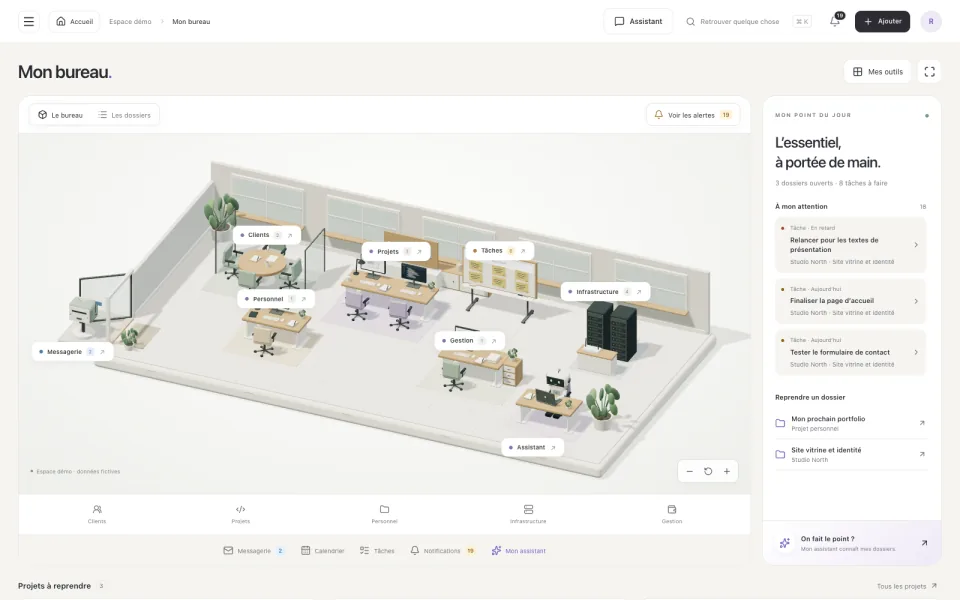 Accueil
Espace démo
Mon bureau
Assistant
Retrouver quelque chose
⌘ K
19
Ajouter
R
Mon bureau.
Mes outils
Le bureau
Les dossiers
Voir les alertes 19
Clients 2
Projets
Tâches
Personnel 1
Infrastructure 4
Gestion
Messagerie 2
Assistant
Espace démo · données fictives
Clients
Projets
Personnel
Infrastructure
Gestion
Messagerie 2
Calendrier
Tâches
Notifications 19
Mon assistant
MON POINT DU JOUR
L'essentiel,
à portée de main.
3 dossiers ouverts · 8 tâches à faire
À mon attention
Tâche · En retard
Relancer pour les textes de
présentation
Studio North · Site vitrine et identité
Tâche · Aujourd'hui
Finaliser la page d'accueil
Studio North · Site vitrine et identité
Tâche · Aujourd'hui
Tester le formulaire de contact
Studio North · Site vitrine et identité
Reprendre un dossier
Mon prochain portfolio
Projet personnel
Site vitrine et identité
Studio North
On fait le point ?
Mon assistant connaît mes dossiers.
Projets à reprendre 3
Tous les projets